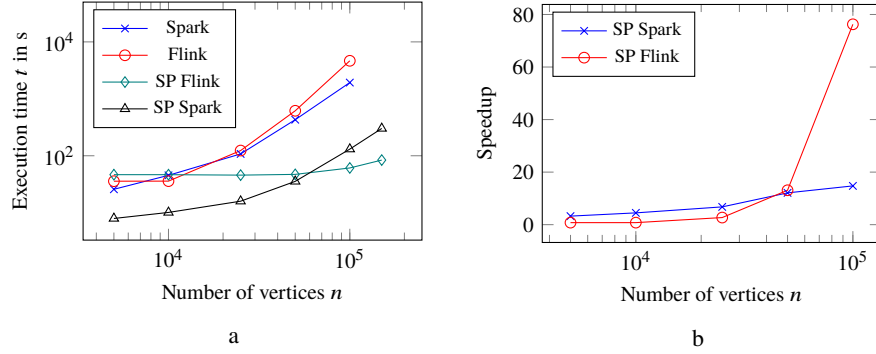 Execution time t in s
10^4
10^2
Spark
Flink
SP Flink
SP Spark
10^4
10^5
Number of vertices n
a
Speedup
80
60
40
20
0
SP Spark
SP Flink
10^4
10^5
Number of vertices n
b